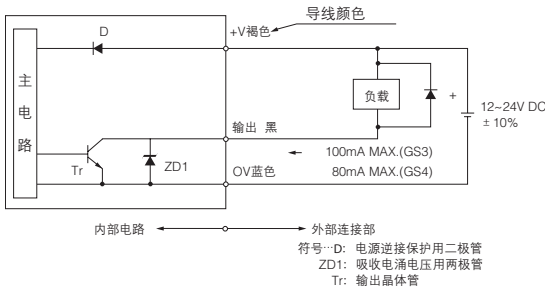 导线颜色
D
+V褐色
主电路
负载
+
12~24V DC
±10%
输出 黑
100mA MAX.(GS3)
Tr
ZD1
OV蓝色
80mA MAX.(GS4)
内部电路
外部连接部
符号…D: 电源逆接保护用二极管
ZD1: 吸收电涌电压用两极管
Tr: 输出晶体管